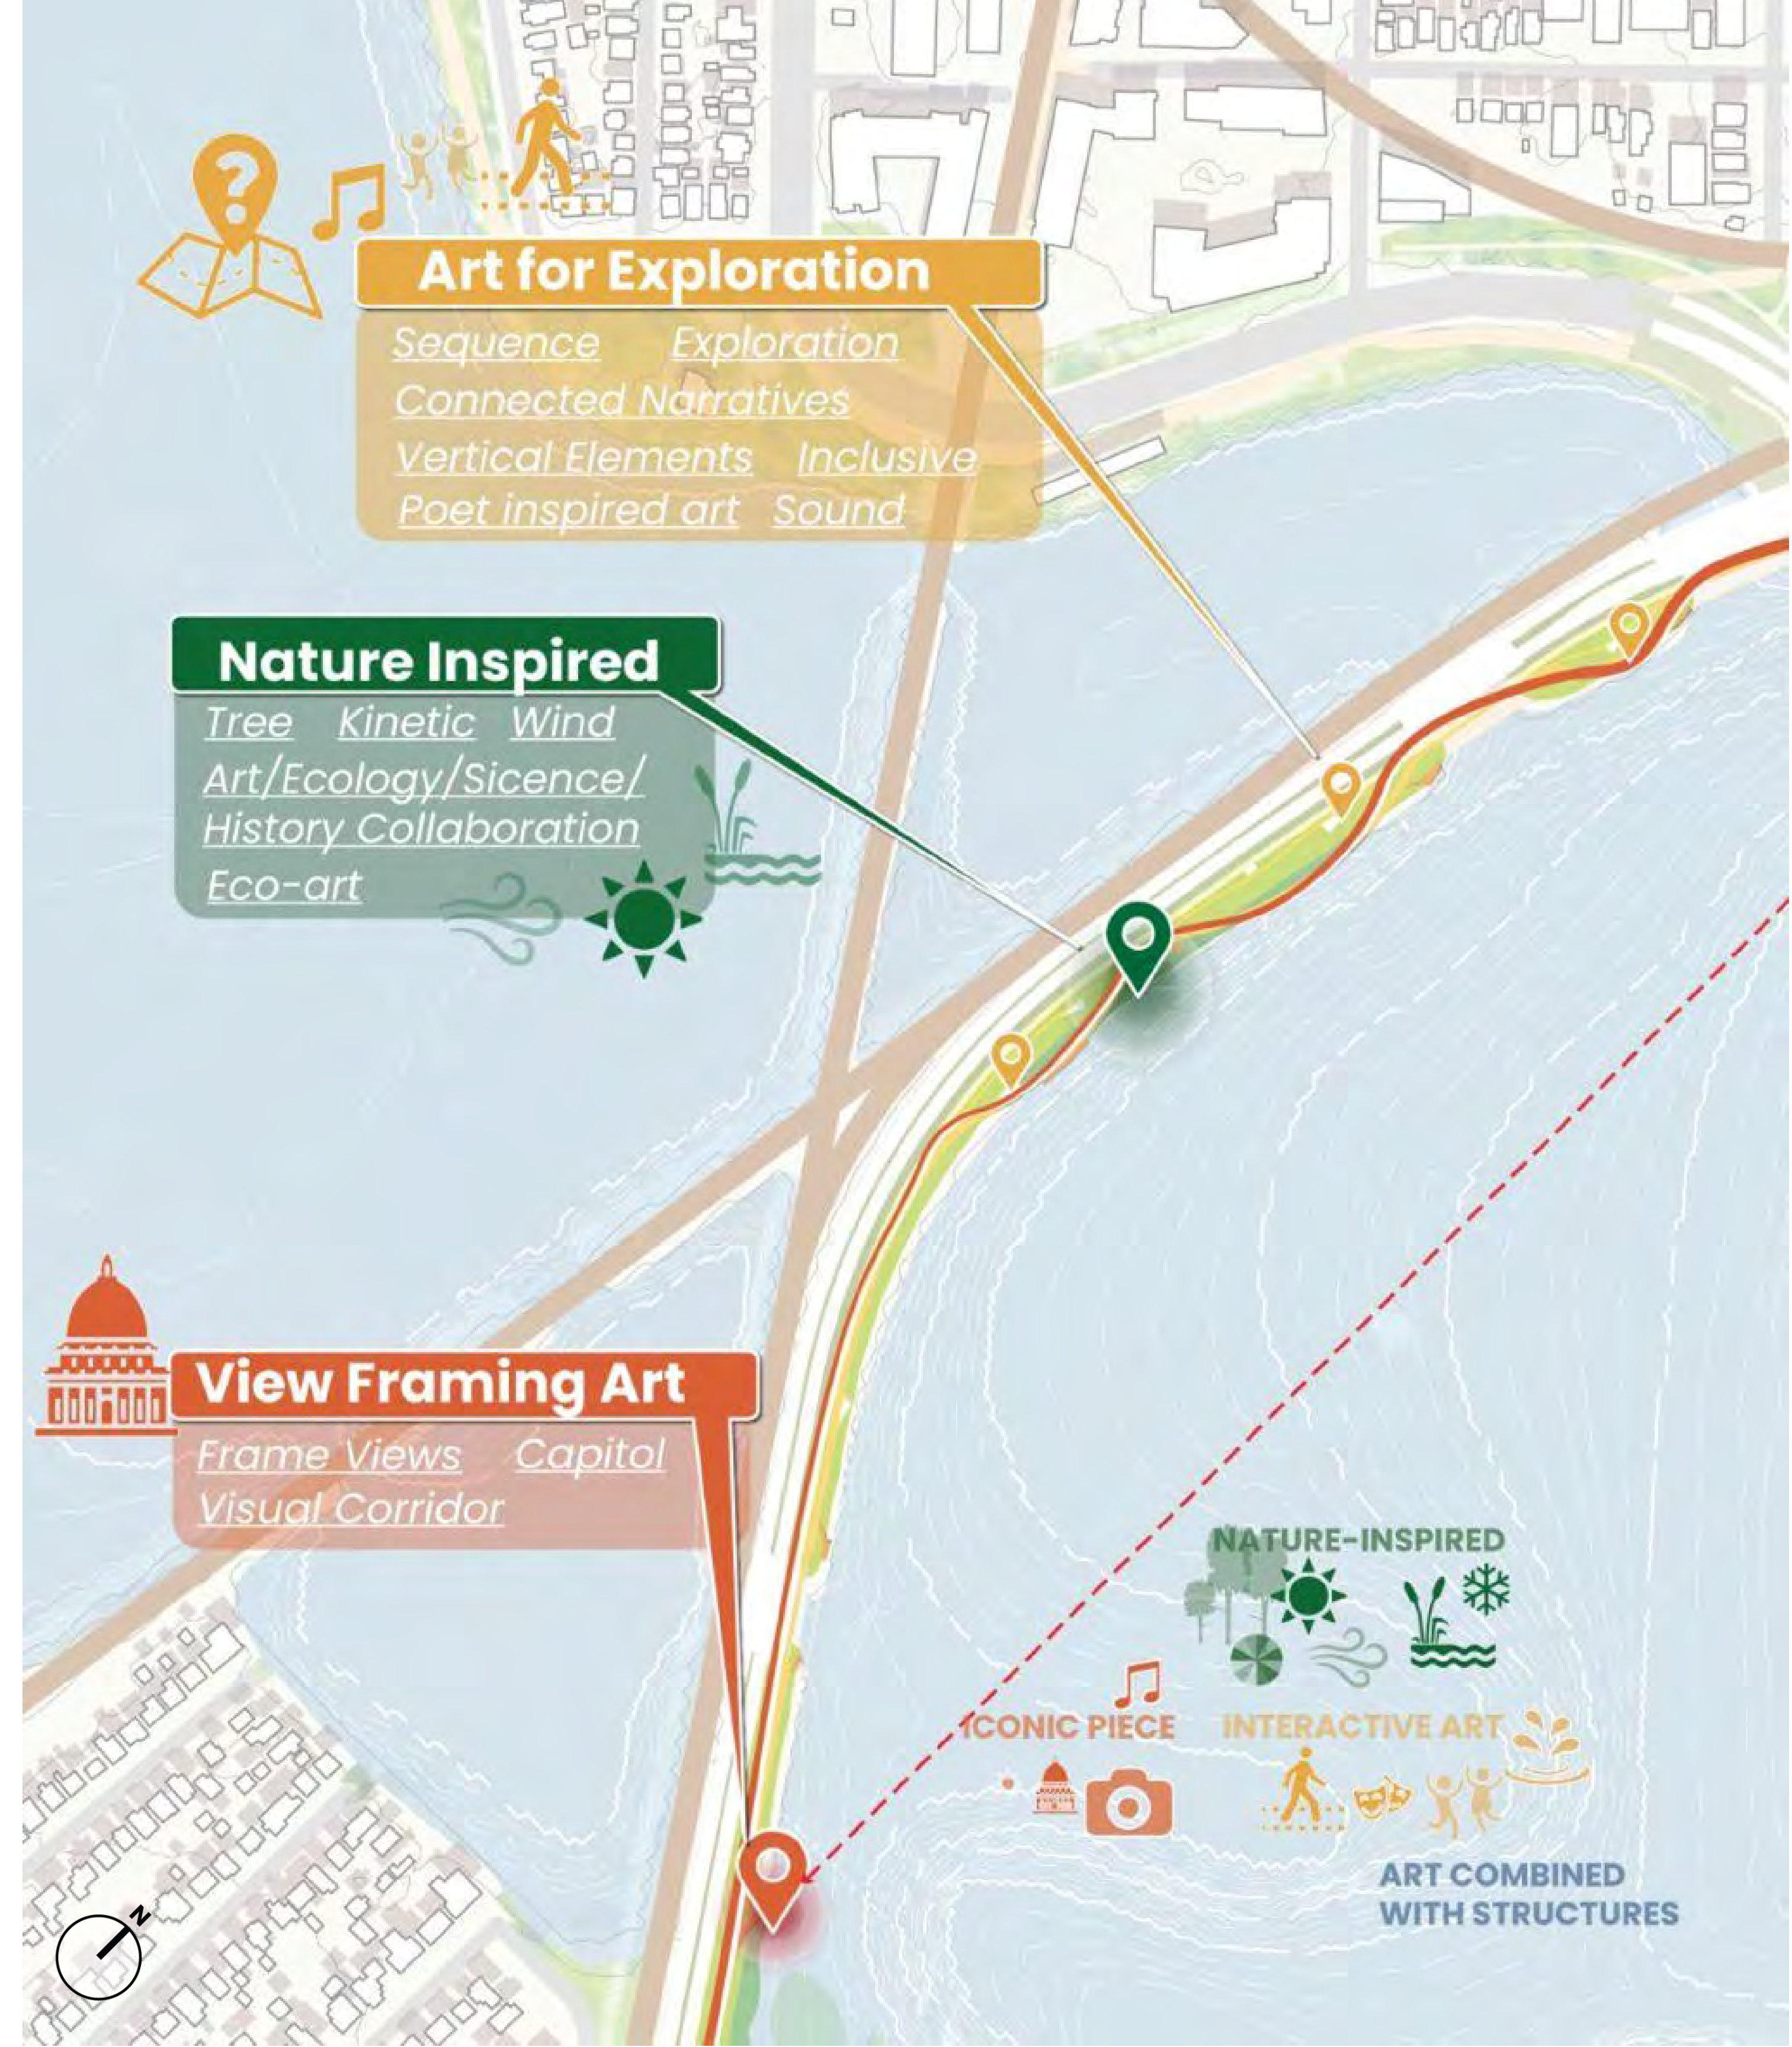 ?
Art for Exploration
Sequence Exploration
Connected Narratives
Vertical Elements Inclusive
Poet inspired art Sound
Nature Inspired
Tree Kinetic Wind
Art/Ecology/Sicence/
History Collaboration
Eco-art
View Framing Art
Frame Views Capitol
Visual Corridor
NATURE-INSPIRED
ICONIC PIECE INTERACTIVE ART
ART COMBINED
WITH STRUCTURES
N